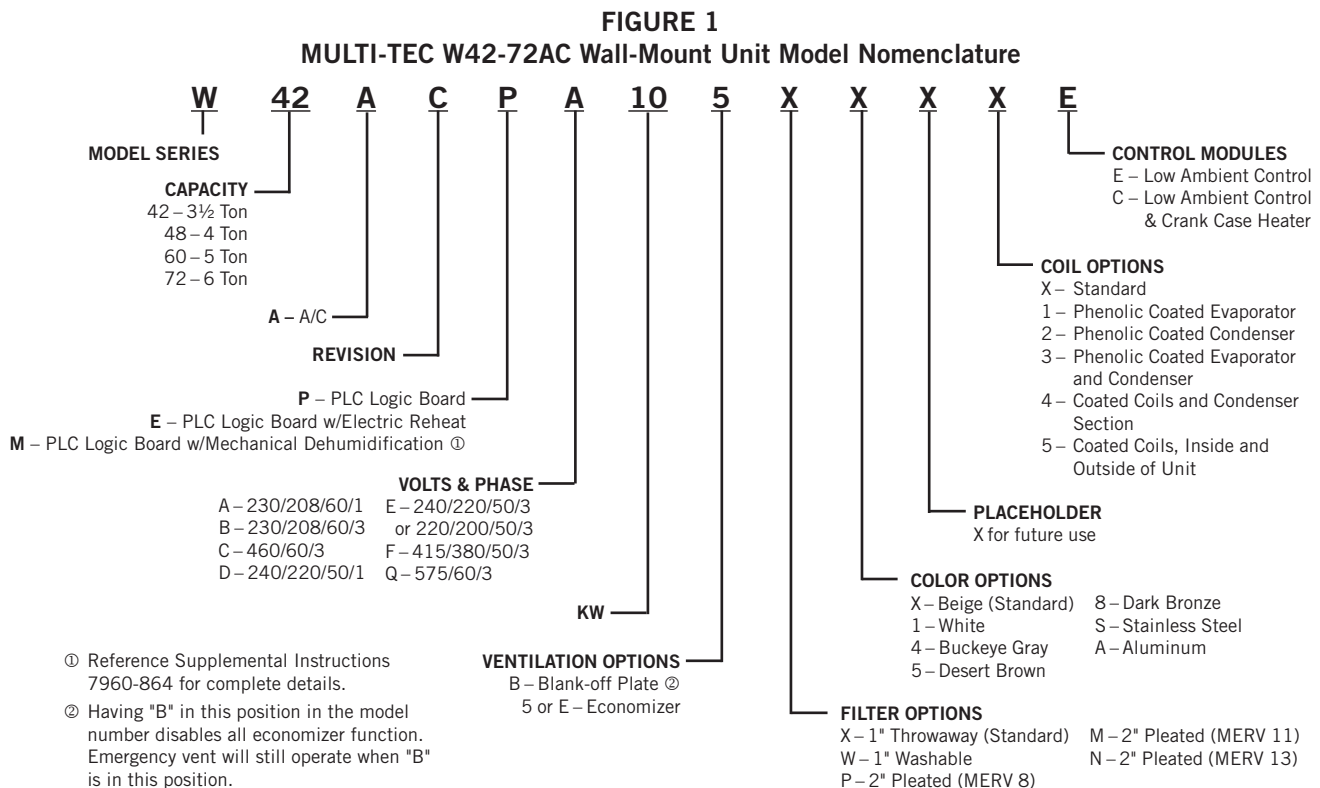 FIGURE 1
MULTI-TEC W42-72AC Wall-Mount Unit Model Nomenclature
W 42 A C P A 10 5 X X X X E
MODEL SERIES
CAPACITY
42 – 3½ Ton
48 – 4 Ton
60 – 5 Ton
72 – 6 Ton
A – A/C
REVISION
P – PLC Logic Board
E – PLC Logic Board w/Electric Reheat
M – PLC Logic Board w/Mechanical Dehumidification ①
VOLTS & PHASE
A – 230/208/60/1
B – 230/208/60/3
C – 460/60/3
D – 240/220/50/1
E – 240/220/50/3
or 220/200/50/3
F – 415/380/50/3
Q – 575/60/3
KW
VENTILATION OPTIONS
B – Blank-off Plate ②
5 or E – Economizer
FILTER OPTIONS
X – 1" Throwaway (Standard)
W – 1" Washable
P – 2" Pleated (MERV 8)
M – 2" Pleated (MERV 11)
N – 2" Pleated (MERV 13)
COLOR OPTIONS
X – Beige (Standard)
1 – White
4 – Buckeye Gray
5 – Desert Brown
8 – Dark Bronze
S – Stainless Steel
A – Aluminum
PLACEHOLDER
X for future use
COIL OPTIONS
X – Standard
1 – Phenolic Coated Evaporator
2 – Phenolic Coated Condenser
3 – Phenolic Coated Evaporator
and Condenser
4 – Coated Coils and Condenser
Section
5 – Coated Coils, Inside and
Outside of Unit
CONTROL MODULES
E – Low Ambient Control
C – Low Ambient Control
& Crank Case Heater
① Reference Supplemental Instructions
7960-864 for complete details.
② Having "B" in this position in the model
number disables all economizer function.
Emergency vent will still operate when "B"
is in this position.